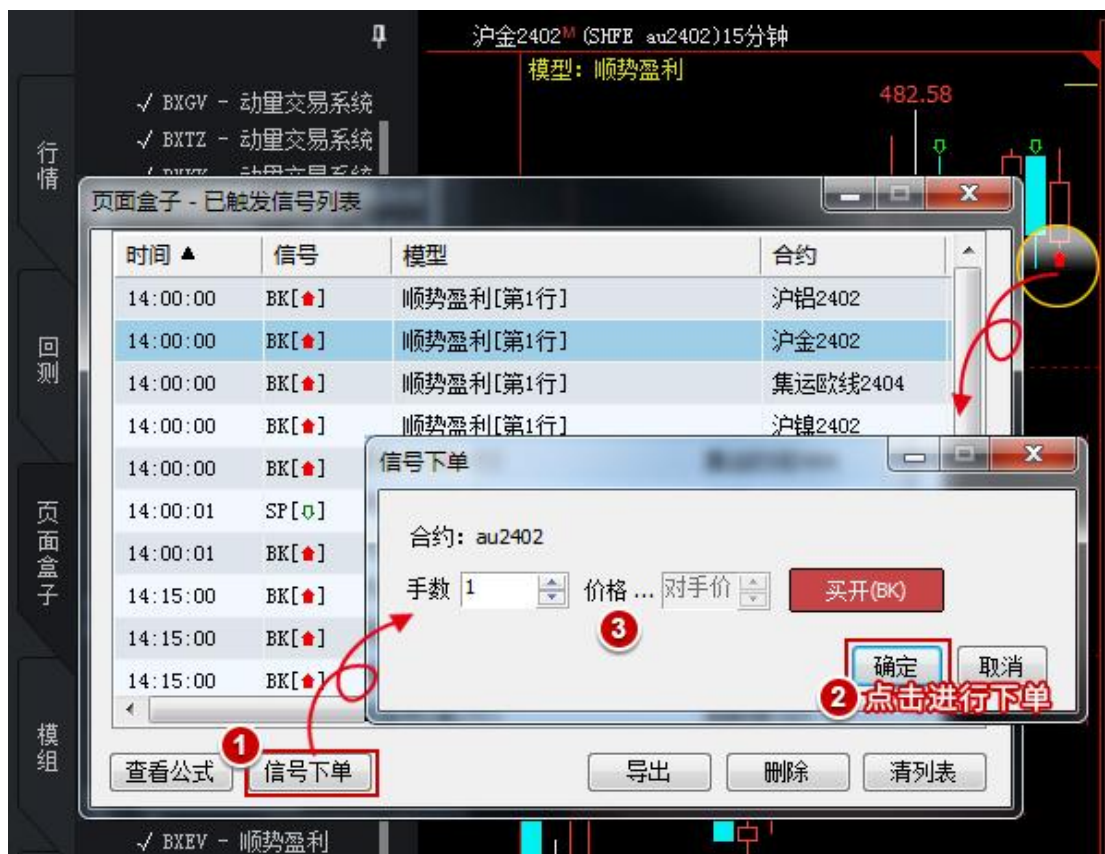 沪金2402M (SHFE au2402)15分钟
模型：顺势盈利
482.58
√ BXGV - 动量交易系统
√ BXTZ - 动量交易系统
行情
回测
页面盒子
模组
页面盒子 - 已触发信号列表
时间 ▲ 信号 模型 合约
14:00:00 BK[⬆] 顺势盈利[第1行] 沪铝2402
14:00:00 BK[⬆] 顺势盈利[第1行] 沪金2402
14:00:00 BK[⬆] 顺势盈利[第1行] 集运欧线2404
14:00:00 BK[⬆] 顺势盈利[第1行] 沪镍2402
14:00:00 BK[⬆]
14:00:01 SP[⇩]
14:00:01 BK[⬆]
14:15:00 BK[⬆]
14:15:00 BK[⬆]
14:15:00 BK[⬆]
信号下单
合约：au2402
手数 1 价格 ... 对手价 买开(BK)
3
确定 取消
2 点击进行下单
1
查看公式 信号下单 导出 删除 清列表
√ BXEV - 顺势盈利